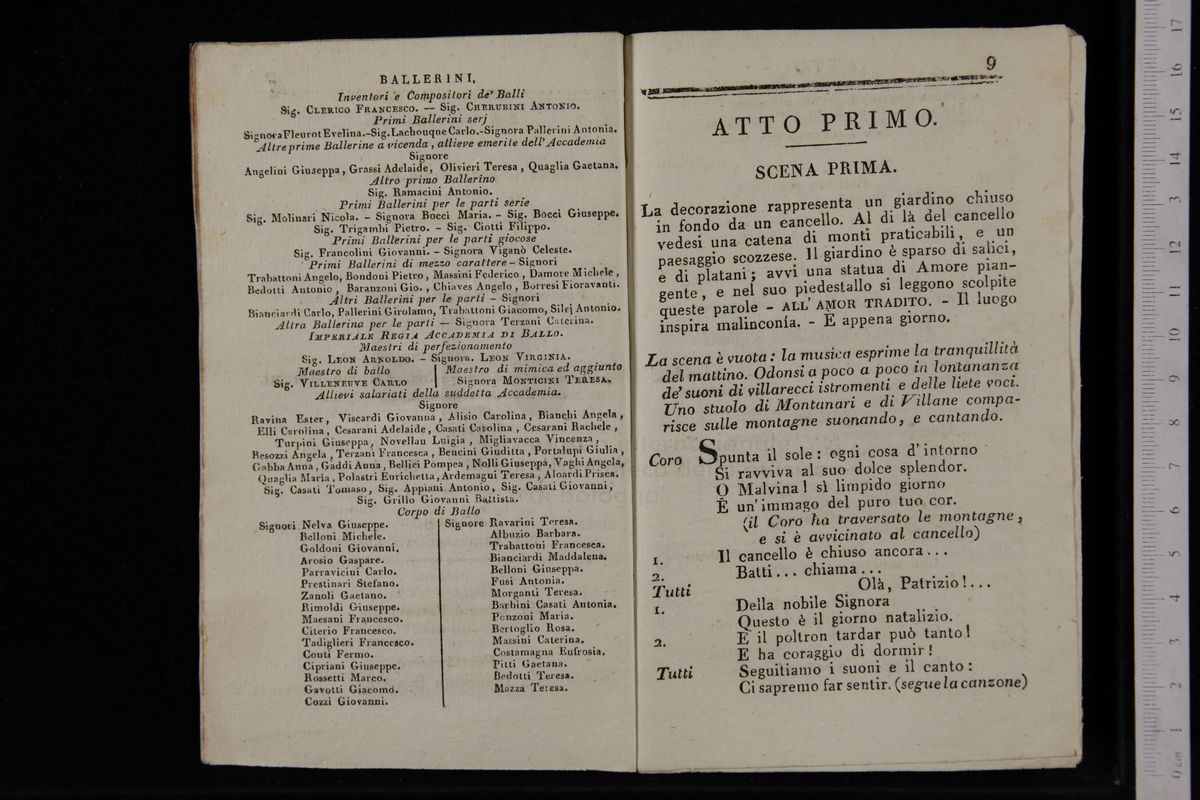 BALLERINI.
Inventori e Compositori de' Balli
Sig. CLERICO FRANCESCO. — Sig. CHERUBINI ANTONIO.
Primi Ballerini serj
Signora Fleurot Evelina.-Sig. Lachouque Carlo.-Signora Pallerini Antonia.
Altre prime Ballerine a vicenda, allieve emerite dell'Accademia
Signore
Angelini Giuseppa, Grassi Adelaide, Olivieri Teresa, Quaglia Gaetana.
Altro primo Ballerino
Sig. Ramacini Antonio.
Primi Ballerini per le parti serie
Sig. Molinari Nicola. - Signora Bocci Maria. - Sig. Bocci Giuseppe.
Sig. Trigambi Pietro. - Sig. Ciotti Filippo.
Primi Ballerini per le parti giocose
Sig. Francolini Giovanni. - Signora Viganò Celeste.
Primi Ballerini di mezzo carattere - Signori
Trabattoni Angelo, Bondoni Pietro, Massini Federico, Damore Michele,
Bedotti Antonio, Baranzoni Gio., Chiaves Angelo, Borresi Fioravanti.
Altri Ballerini per le parti - Signori
Bianciardi Carlo, Pallerini Girolamo, Trabattoni Giacomo, Silej Antonio.
Altra Ballerina per le parti — Signora Terzani Caterina.
IMPERIALE REGIA ACCADEMIA DI BALLO.
Maestri di perfezionamento
Sig. LEON ARNOLDO. - Signora. LEON VIRGINIA.
Maestro di ballo
Sig. VILLENEUVE CARLO
Maestro di mimica ed aggiunto
Signora MONTICINI TERESA.
Allievi salariati della suddetta Accademia.
Signore
Ravina Ester, Viscardi Giovanna, Alisio Carolina, Bianchi Angela,
Elli Carolina, Cesarani Adelaide, Casati Carolina, Cesarani Rachele,
Turpini Giuseppa, Novellau Luigia, Migliavacca Vincenza,
Besozzi Angela, Terzani Francesca, Bencini Giuditta, Portalupi Giulia,
Gabba Anna, Gaddi Anna, Bellici Pompea, Nolli Giuseppa, Vaghi Angela,
Quaglia Maria, Polastri Enrichetta, Ardemagni Teresa, Aloardi Prisca.
Sig. Casati Tomaso, Sig. Appiani Antonio, Sig. Casati Giovanni,
Sig. Grillo Giovanni Battista.
Corpo di Ballo
Signori Nelva Giuseppe.
Belloni Michele.
Goldoni Giovanni.
Arosio Gaspare.
Parravicini Carlo.
Prestinari Stefano.
Zanoli Gaetano.
Rimoldi Giuseppe.
Maesani Francesco.
Citerio Francesco.
Tadiglieri Francesco.
Conti Fermo.
Cipriani Giuseppe.
Rossetti Marco.
Gavotti Giacomo.
Cozzi Giovanni.
Signore Ravarini Teresa.
Albuzio Barbara.
Trabattoni Francesca.
Bianciardi Maddalena.
Belloni Giuseppa.
Fusi Antonia.
Morganti Teresa.
Barbini Casati Antonia.
Ponzoni Maria.
Bertoglio Rosa.
Massini Caterina.
Costamagna Eufrosia.
Pitti Gaetana.
Bedotti Teresa.
Mazza Teresa.
9
ATTO PRIMO.
SCENA PRIMA.
La decorazione rappresenta un giardino chiuso
in fondo da un cancello. Al di là del cancello
vedesi una catena di monti praticabili, e un
paesaggio scozzese. Il giardino è sparso di salici,
e di platani; avvi una statua di Amore pian-
gente, e nel suo piedestallo si leggono scolpite
queste parole - ALL' AMOR TRADITO. - Il luogo
inspira malinconía. - È appena giorno.
La scena è vuota: la musica esprime la tranquillità
del mattino. Odonsi a poco a poco in lontananza
de' suoni di villarecci istromenti e delle liete voci.
Uno stuolo di Montanari e di Villane compa-
risce sulle montagne suonando, e cantando.
Coro Spunta il sole: ogni cosa d' intorno
Si ravviva al suo dolce splendor.
O Malvina! sì limpido giorno
È un' immago del puro tuo cor.
(il Coro ha traversato le montagne,
e si è avvicinato al cancello)
1. Il cancello è chiuso ancora...
2. Batti... chiama...
Tutti Olà, Patrizio!...
1. Della nobile Signora
Questo è il giorno natalizio.
2. E il poltron tardar può tanto!
E ha coraggio di dormir!
Tutti Seguitiamo i suoni e il canto:
Ci sapremo far sentir. (segue la canzone)
0 cm 1 2 3 4 5 6 7 8 9 10 11 12 13 14 15 16 17